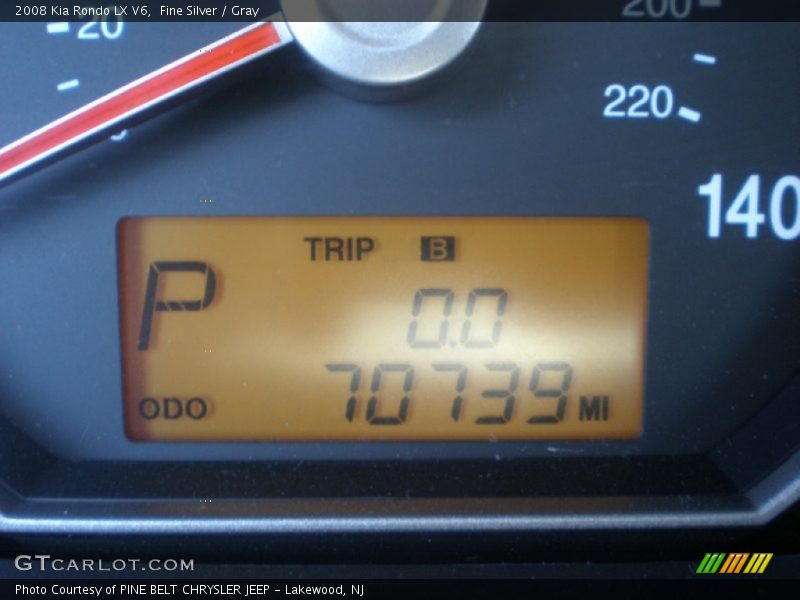 2008 Kia Rondo LX V6,  Fine Silver / Gray
20
200
220
140
TRIP B
P
0.0
ODO 70739 MI
GTCARLOT.COM
Photo Courtesy of PINE BELT CHRYSLER JEEP - Lakewood, NJ